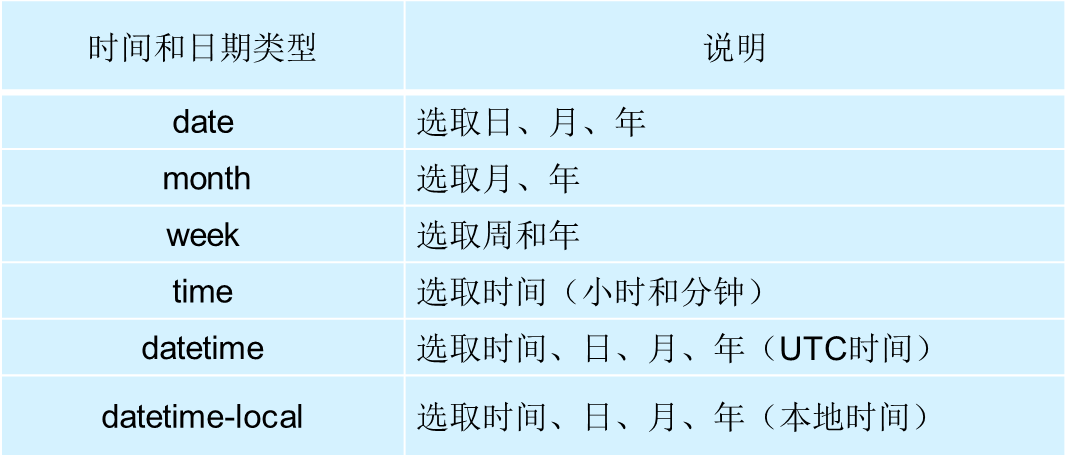 时间和日期类型 说明
date 选取日、月、年
month 选取月、年
week 选取周和年
time 选取时间（小时和分钟）
datetime 选取时间、日、月、年（UTC时间）
datetime-local 选取时间、日、月、年（本地时间）